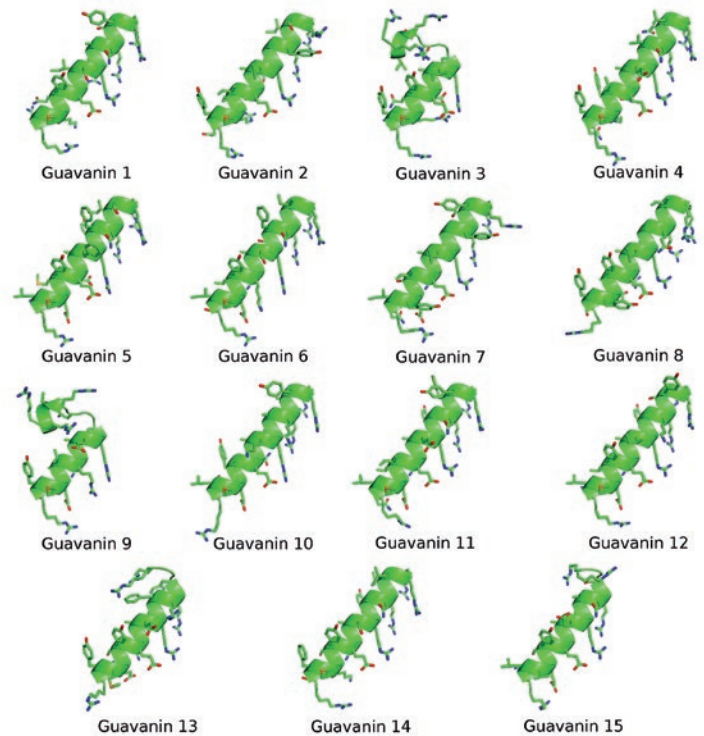 Guavanin 1
Guavanin 2
Guavanin 3
Guavanin 4
Guavanin 5
Guavanin 6
Guavanin 7
Guavanin 8
Guavanin 9
Guavanin 10
Guavanin 11
Guavanin 12
Guavanin 13
Guavanin 14
Guavanin 15